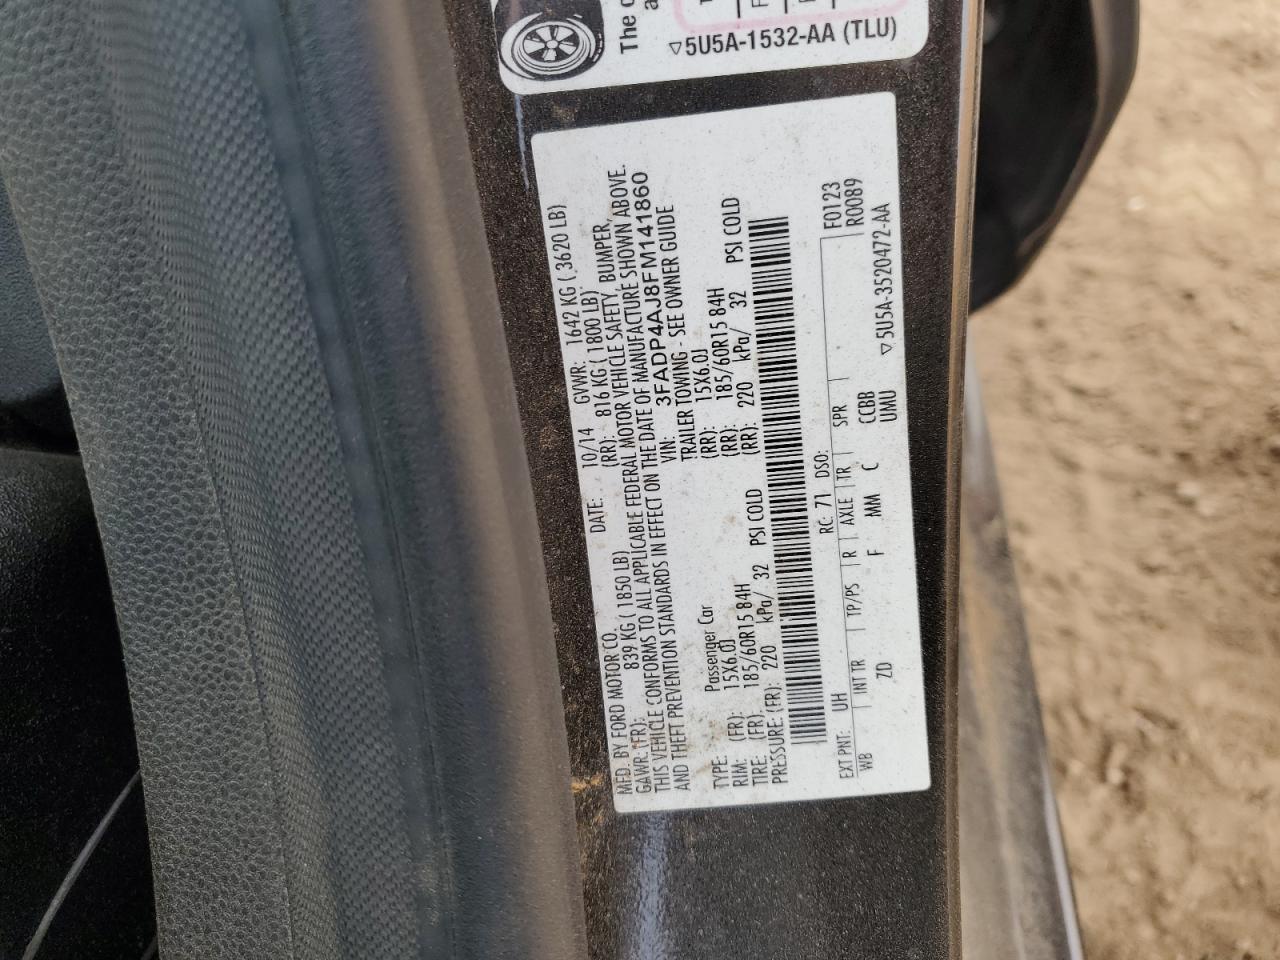 The
▽5U5A-1532-AA (TLU)
MFD. BY FORD MOTOR CO. DATE: 10/14 GVWR: 1642 KG ( 3620 LB)
GAWR: (FR): 839 KG ( 1850 LB) (RR): 816 KG ( 1800 LB)
THIS VEHICLE CONFORMS TO ALL APPLICABLE FEDERAL MOTOR VEHICLE SAFETY, BUMPER,
AND THEFT PREVENTION STANDARDS IN EFFECT ON THE DATE OF MANUFACTURE SHOWN ABOVE.
VIN: 3FADP4AJ8FM141860
TYPE: Passenger Car TRAILER TOWING - SEE OWNER GUIDE
RIM: (FR): 15X6.0J (RR): 15X6.0J
TIRE: (FR): 185/60R15 84H (RR): 185/60R15 84H
PRESSURE: (FR): 220 kPa/ 32 PSI COLD (RR): 220 kPa/ 32 PSI COLD
EXT PNT: UH RC: 71 DSO: F0123
R0089
WB INT TR TP/PS R AXLE TR SPR
ZD F MM C CCBB
UMU
▽5U5A-3520472-AA